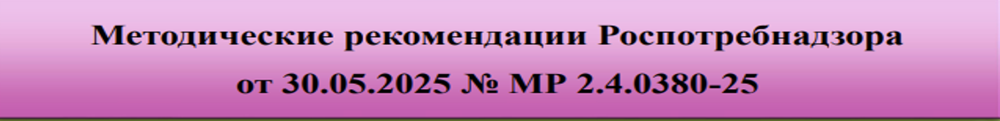 Методические рекомендации Роспотребнадзора
от 30.05.2025 № МР 2.4.0380-25